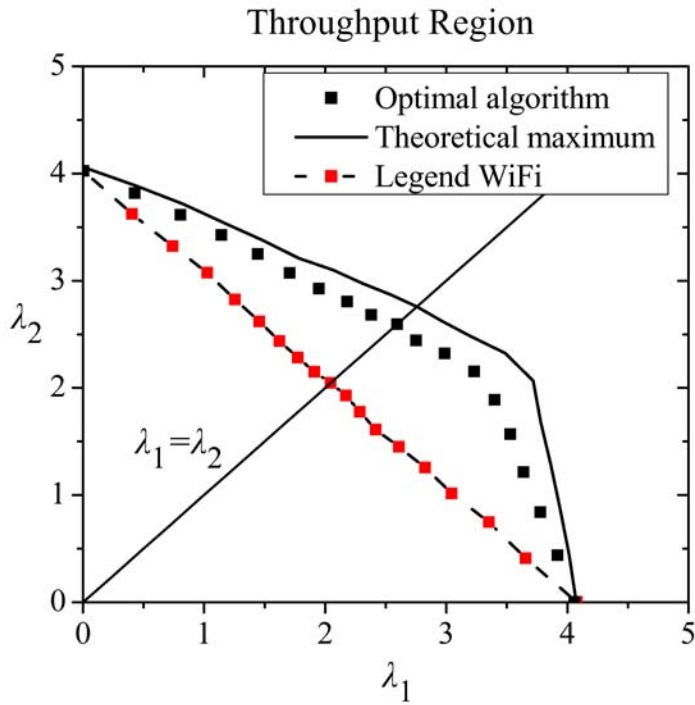 Throughput Region
5
Optimal algorithm
Theoretical maximum
Legend WiFi
4
3
λ2
2
λ1=λ2
1
0
0 1 2 3 4 5
λ1